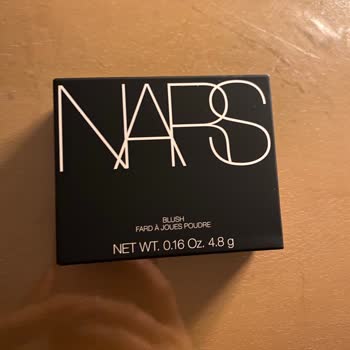 NARS
BLUSH
FARD À JOUES POUDRE
NET WT. 0.16 Oz. 4.8 g